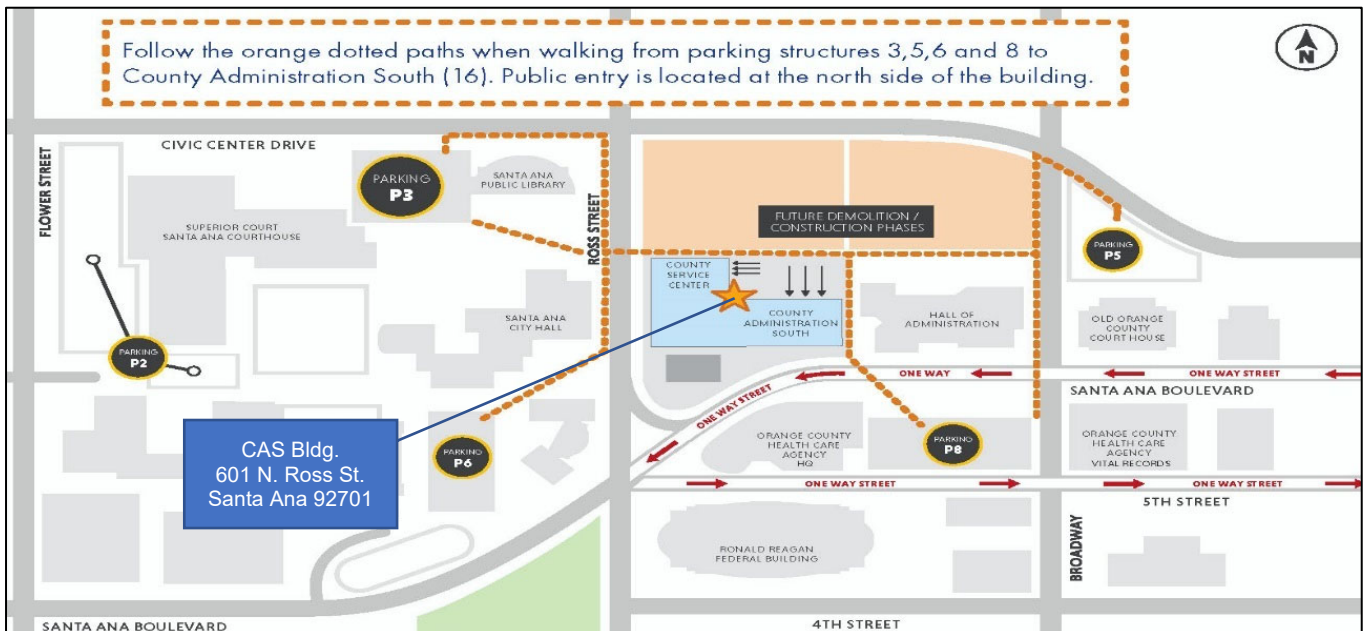 Follow the orange dotted paths when walking from parking structures 3,5,6 and 8 to
County Administration South (16). Public entry is located at the north side of the building.
N
CIVIC CENTER DRIVE
FLOWER STREET
PARKING
P3
SANTA ANA
PUBLIC LIBRARY
ROSS STREET
SUPERIOR COURT
SANTA ANA COURTHOUSE
FUTURE DEMOLITION /
CONSTRUCTION PHASES
PARKING
P5
COUNTY
SERVICE
CENTER
COUNTY
ADMINISTRATION
SOUTH
HALL OF
ADMINISTRATION
OLD ORANGE
COUNTY
COURT HOUSE
SANTA ANA
CITY HALL
PARKING
P2
ONE WAY
ONE WAY STREET
SANTA ANA BOULEVARD
ONE WAY STREET
CAS Bldg.
601 N. Ross St.
Santa Ana 92701
PARKING
P6
ORANGE COUNTY
HEALTH CARE
AGENCY
HQ
PARKING
P8
ORANGE COUNTY
HEALTH CARE
AGENCY
VITAL RECORDS
ONE WAY STREET
ONE WAY STREET
5TH STREET
RONALD REAGAN
FEDERAL BUILDING
BROADWAY
SANTA ANA BOULEVARD
4TH STREET